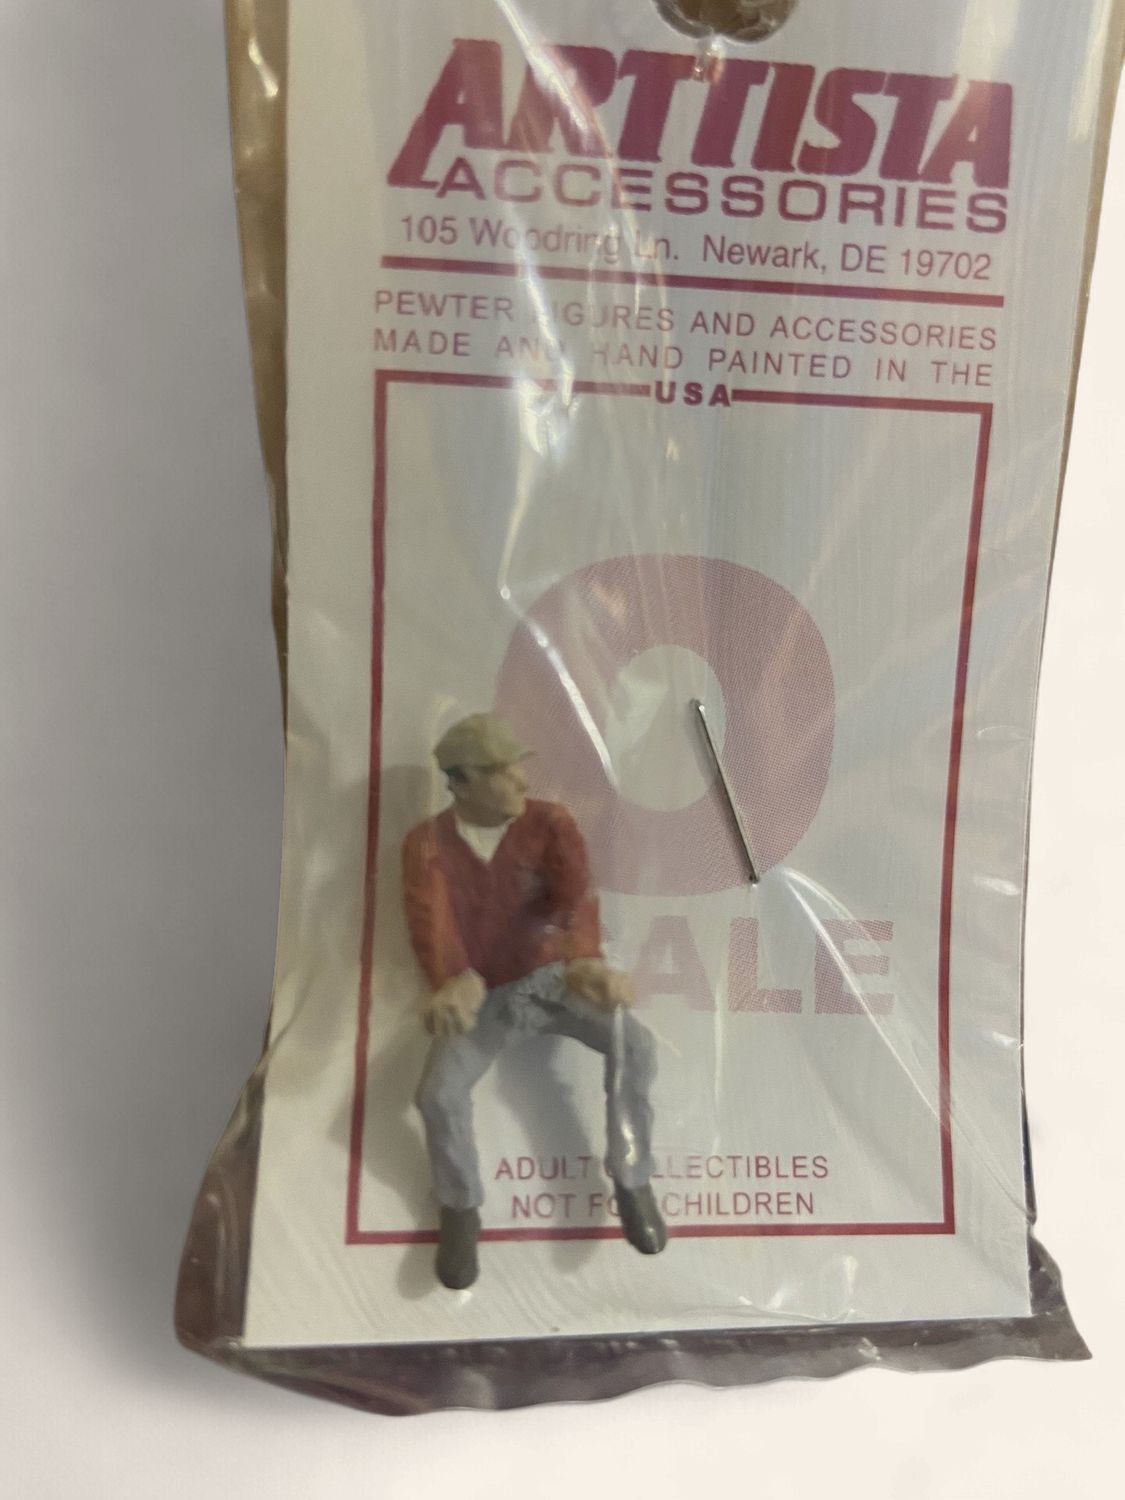 ARTTISTA
ACCESSORIES
105 Woodring Ln. Newark, DE 19702
PEWTER FIGURES AND ACCESSORIES
MADE AND HAND PAINTED IN THE
USA
O
SCALE
ADULT COLLECTIBLES
NOT FOR CHILDREN